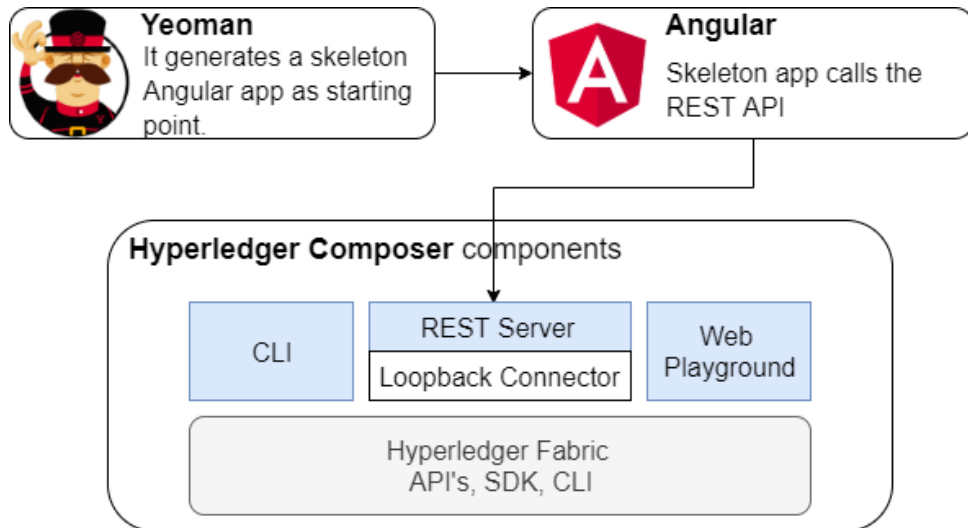 Yeoman
It generates a skeleton
Angular app as starting
point.
Angular
Skeleton app calls the
REST API
Hyperledger Composer components
CLI
REST Server
Loopback Connector
Web
Playground
Hyperledger Fabric
API's, SDK, CLI